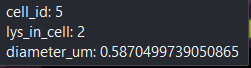 cell_id: 5
lys_in_cell: 2
diameter_um: 0.5870499739050865